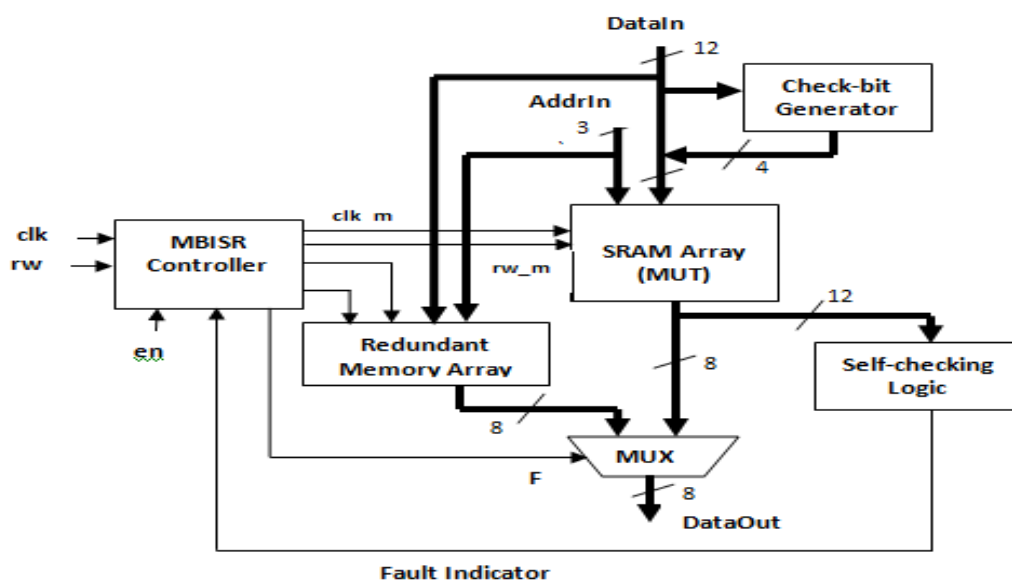 DataIn
12
Check-bit
Generator
AddrIn
3
4
clk
rw
MBISR
Controller
clk_m
rw_m
SRAM Array
(MUT)
en
Redundant
Memory Array
12
8
Self-checking
Logic
8
MUX
F
8
DataOut
Fault Indicator